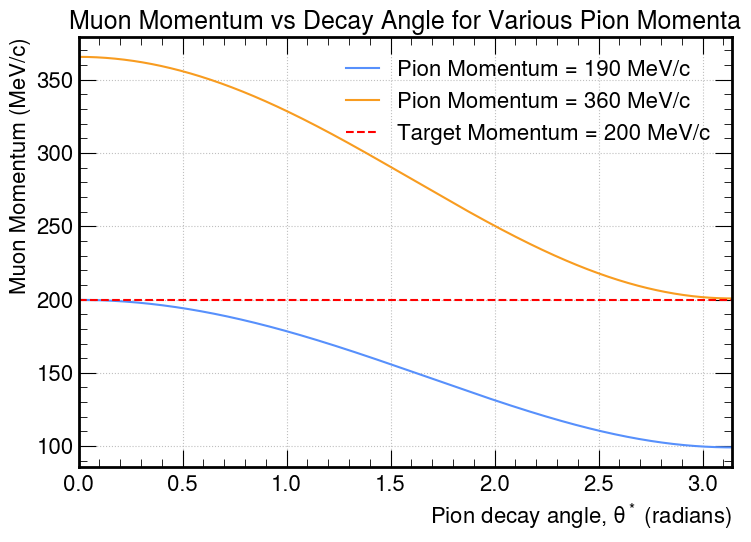 Muon Momentum vs Decay Angle for Various Pion Momenta
Muon Momentum (MeV/c)
350
300
250
200
150
100
Pion Momentum = 190 MeV/c
Pion Momentum = 360 MeV/c
Target Momentum = 200 MeV/c
0.0 0.5 1.0 1.5 2.0 2.5 3.0
Pion decay angle, θ* (radians)